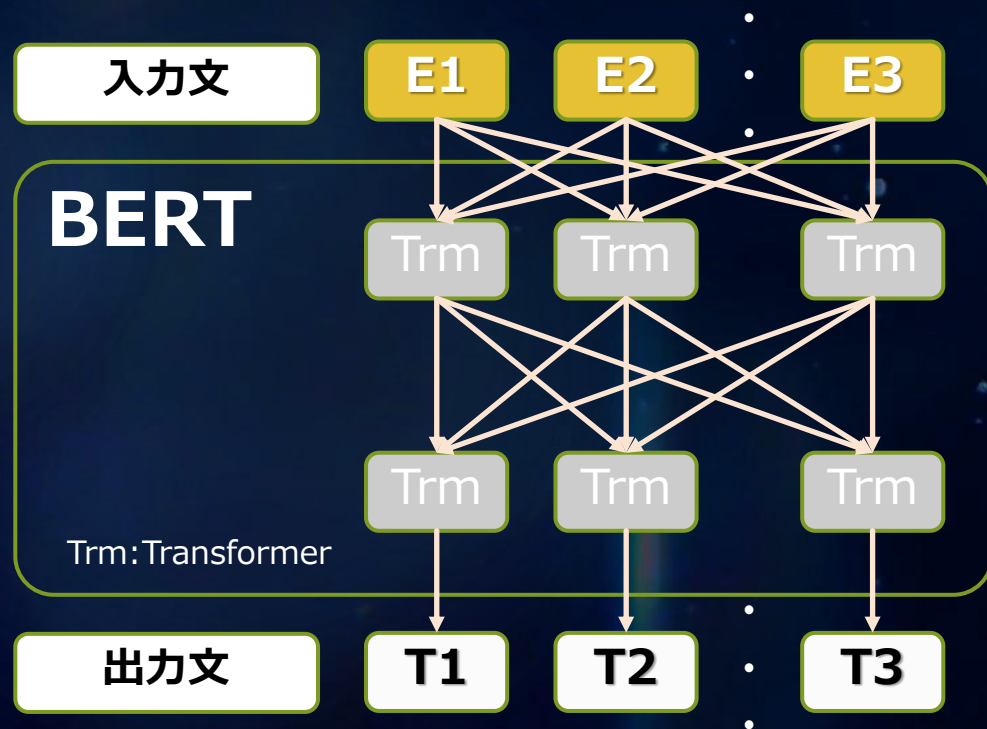 入力文
E1 E2 E3
BERT
Trm Trm Trm
Trm Trm Trm
Trm:Transformer
出力文
T1 T2 T3